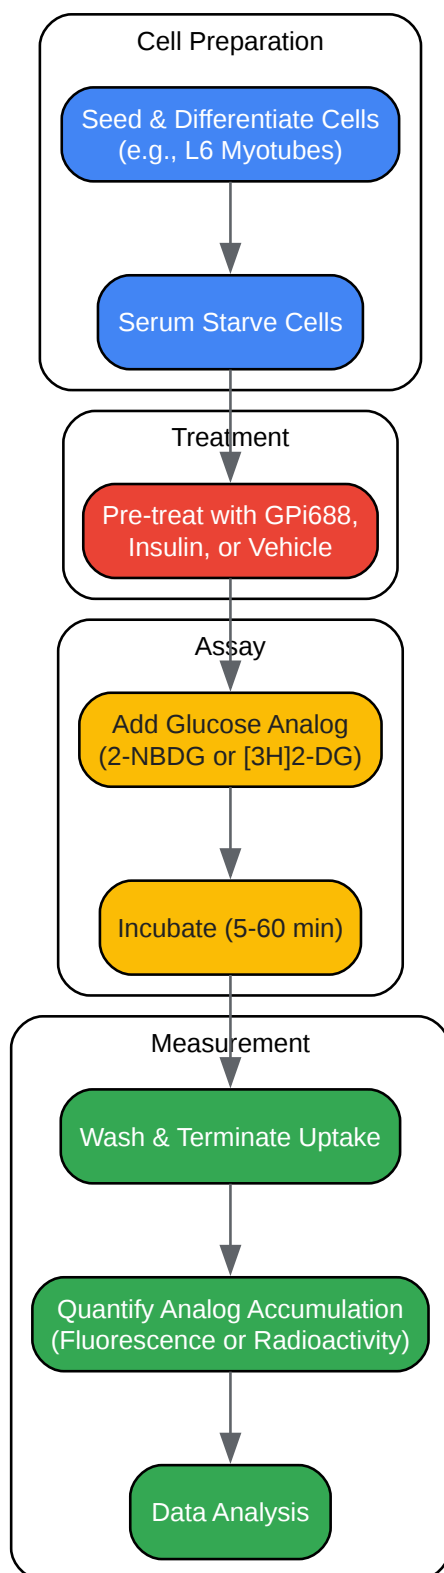 Cell Preparation
Seed & Differentiate Cells
(e.g., L6 Myotubes)
Serum Starve Cells
Treatment
Pre-treat with GPi688,
Insulin, or Vehicle
Assay
Add Glucose Analog
(2-NBDG or [3H]2-DG)
Incubate (5-60 min)
Measurement
Wash & Terminate Uptake
Quantify Analog Accumulation
(Fluorescence or Radioactivity)
Data Analysis